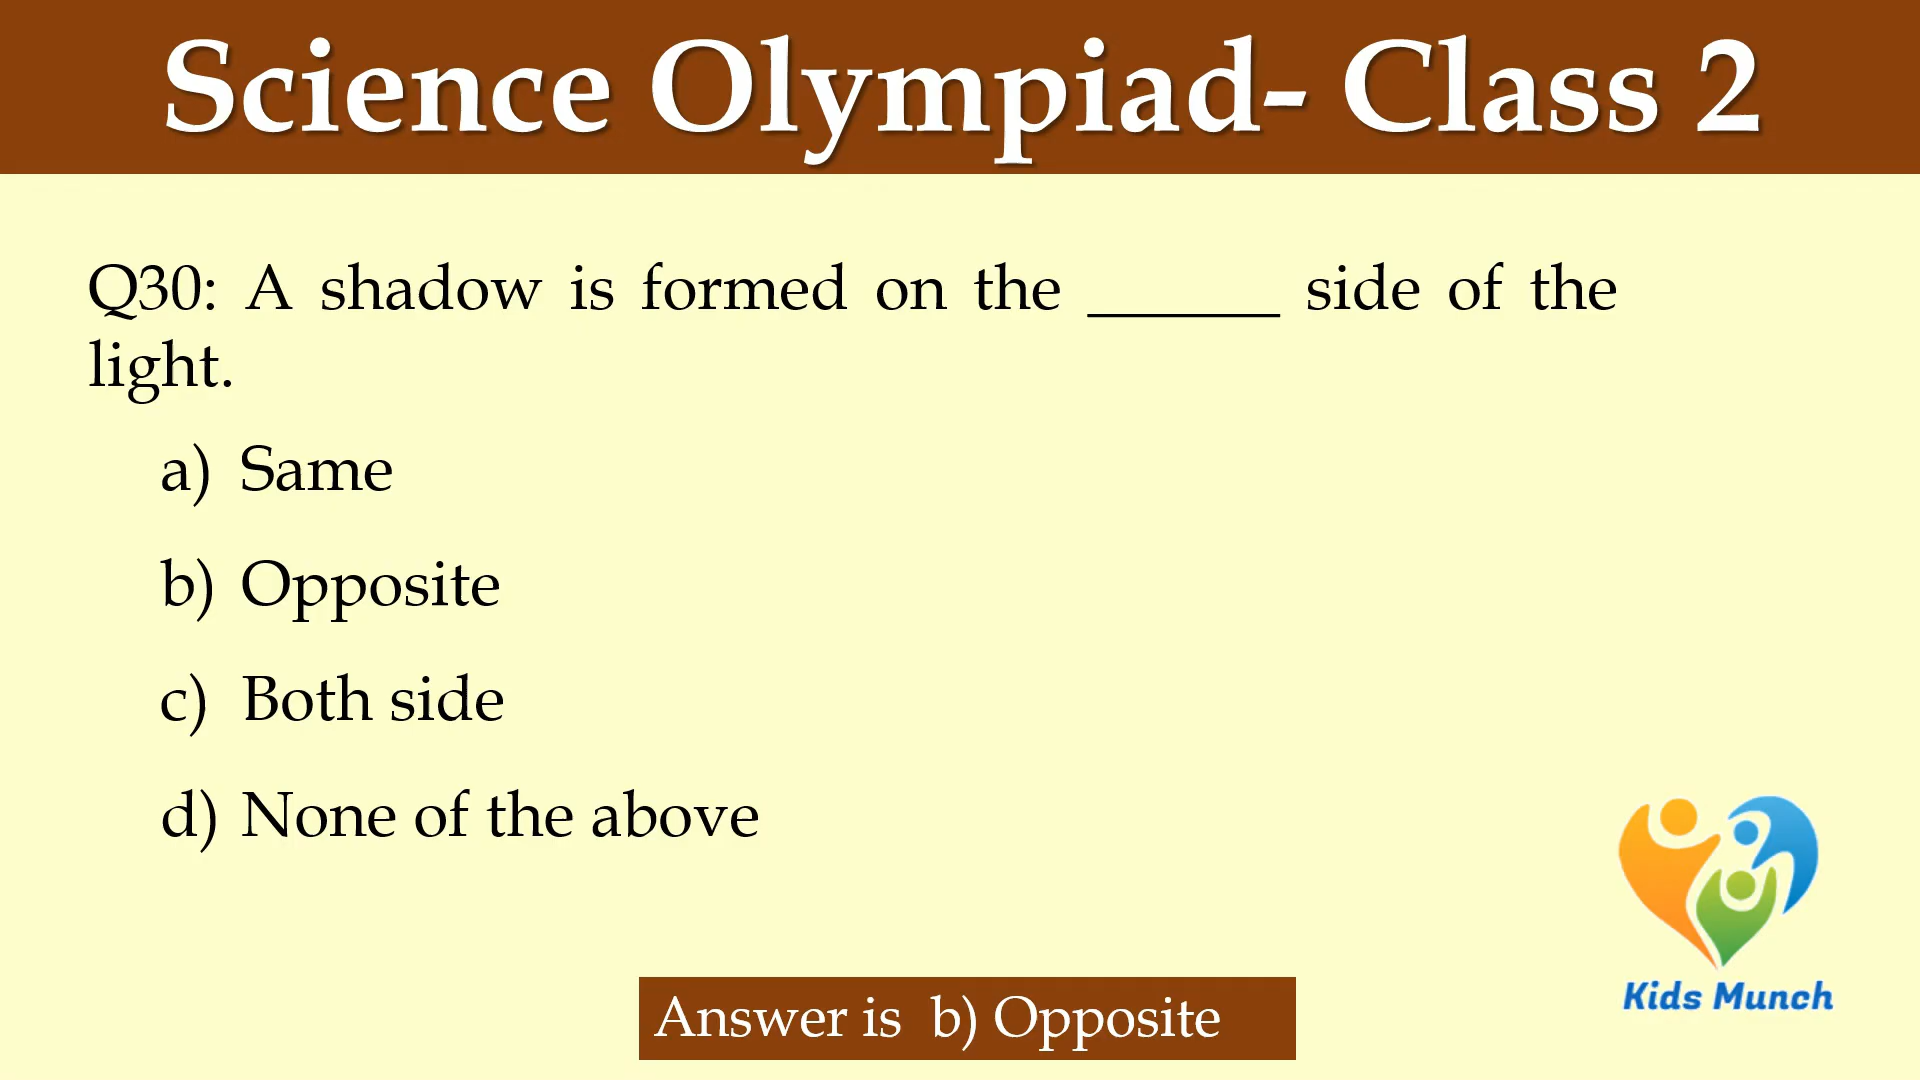 Science Olympiad- Class 2
Q30: A shadow is formed on the ______ side of the
light.
a) Same
b) Opposite
c) Both side
d) None of the above
Kids Munch
Answer is b) Opposite